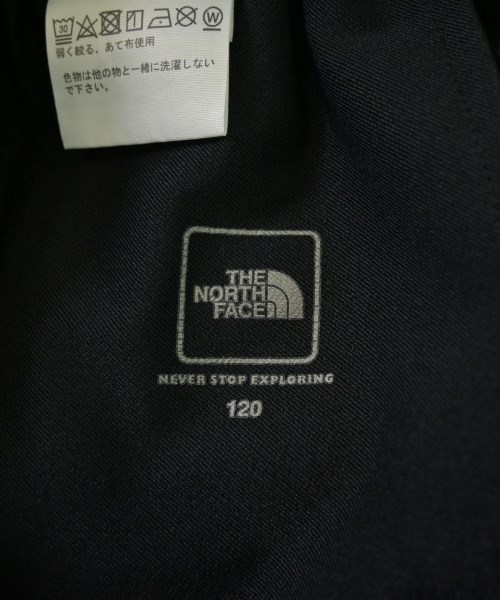 30
弱く絞る、あて布使用
色物は他の物と一緒に洗濯しない
で下さい。
THE
NORTH
FACE
NEVER STOP EXPLORING
120